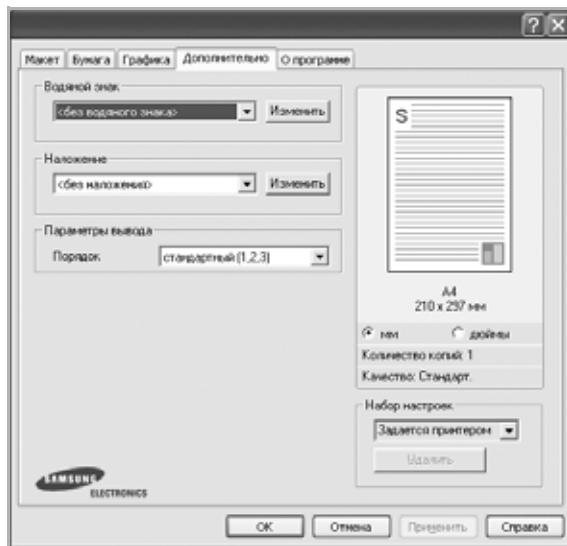 Макет Бумага Графика Дополнительно О программе
Водяной знак
<без водяного знака> Изменить
Наложение
<без наложения> Изменить
Параметры вывода
Порядок стандартный (1,2,3)
S
A4
210 x 297 мм
мм дюймы
Количество копий: 1
Качество: Стандарт.
Набор настроек
Задается принтером
Удалить
SAMSUNG
ELECTRONICS
OK Отмена Применить Справка